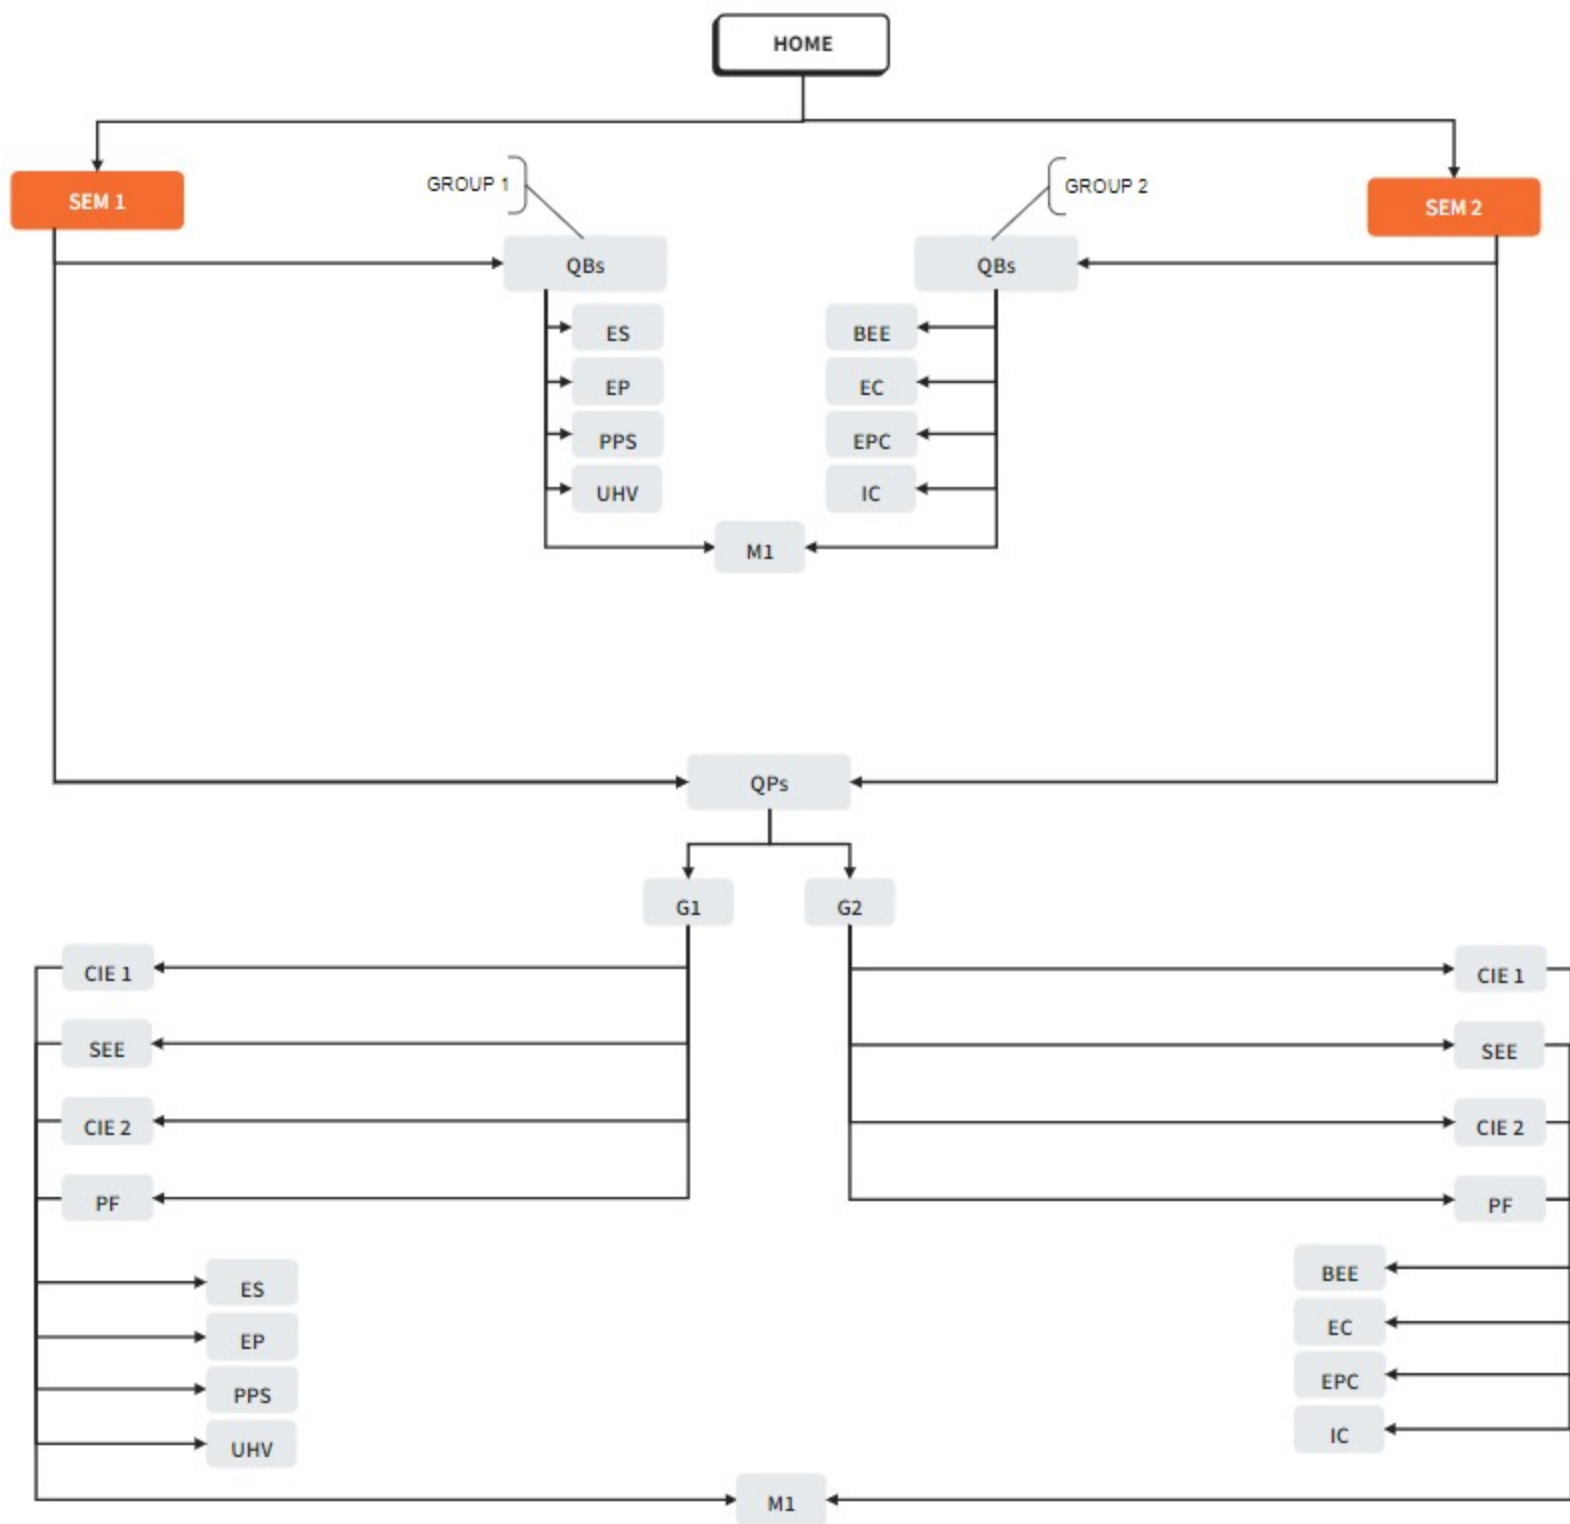 HOME
SEM 1
GROUP 1
GROUP 2
SEM 2
QBs
QBs
ES
BEE
EP
EC
PPS
EPC
UHV
IC
M1
QPs
G1
G2
CIE 1
CIE 1
SEE
SEE
CIE 2
CIE 2
PF
PF
ES
BEE
EP
EC
PPS
EPC
UHV
IC
M1